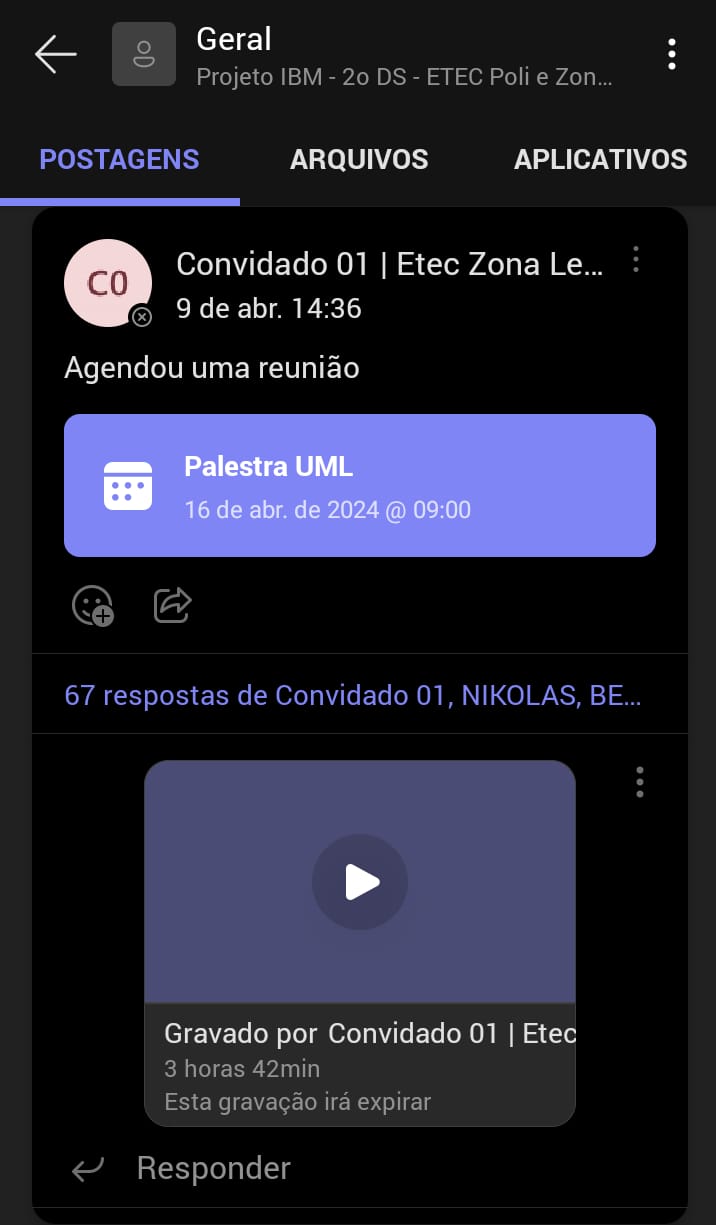 Geral
Projeto IBM - 2o DS - ETEC Poli e Zon...
POSTAGENS
ARQUIVOS
APLICATIVOS
C0
Convidado 01 | Etec Zona Le...
9 de abr. 14:36
Agendou uma reunião
Palestra UML
16 de abr. de 2024 @ 09:00
67 respostas de Convidado 01, NIKOLAS, BE...
Gravado por Convidado 01 | Etec
3 horas 42min
Esta gravação irá expirar
Responder